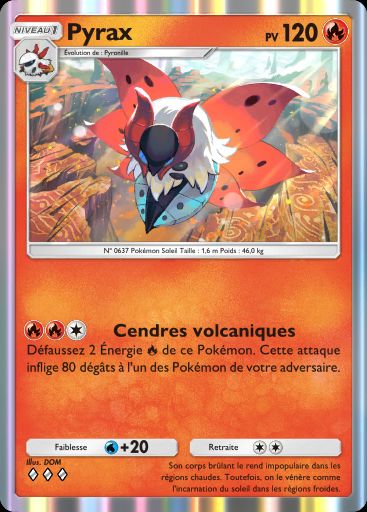 NIVEAU 1 Pyrax PV 120
Évolution de : Pyronille
N° 0637 Pokémon Soleil Taille : 1,6 m Poids : 46,0 kg
Cendres volcaniques
Défaussez 2 Énergie de ce Pokémon. Cette attaque
inflige 80 dégâts à l'un des Pokémon de votre adversaire.
Faiblesse +20 Retraite
Illus. DOM
Son corps brûlant le rend impopulaire dans les
régions chaudes. Toutefois, on le vénère comme
l'incarnation du soleil dans les régions froides.